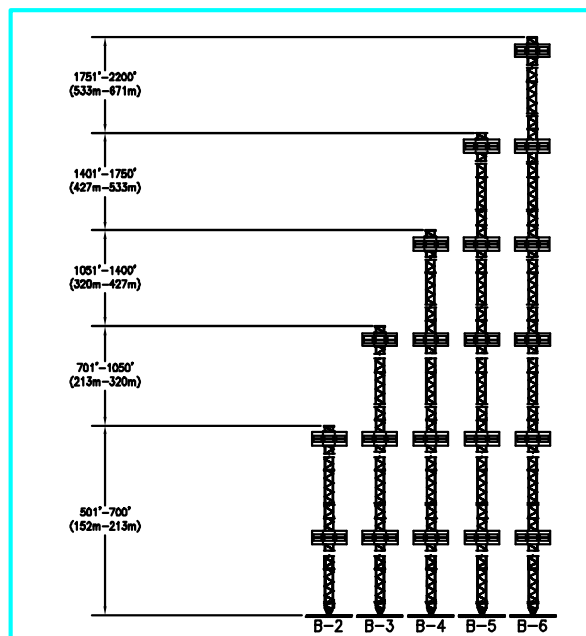 1751'-2200'
(533m-671m)
1401'-1750'
(427m-533m)
1051'-1400'
(320m-427m)
701'-1050'
(213m-320m)
501'-700'
(152m-213m)
B-2 B-3 B-4 B-5 B-6